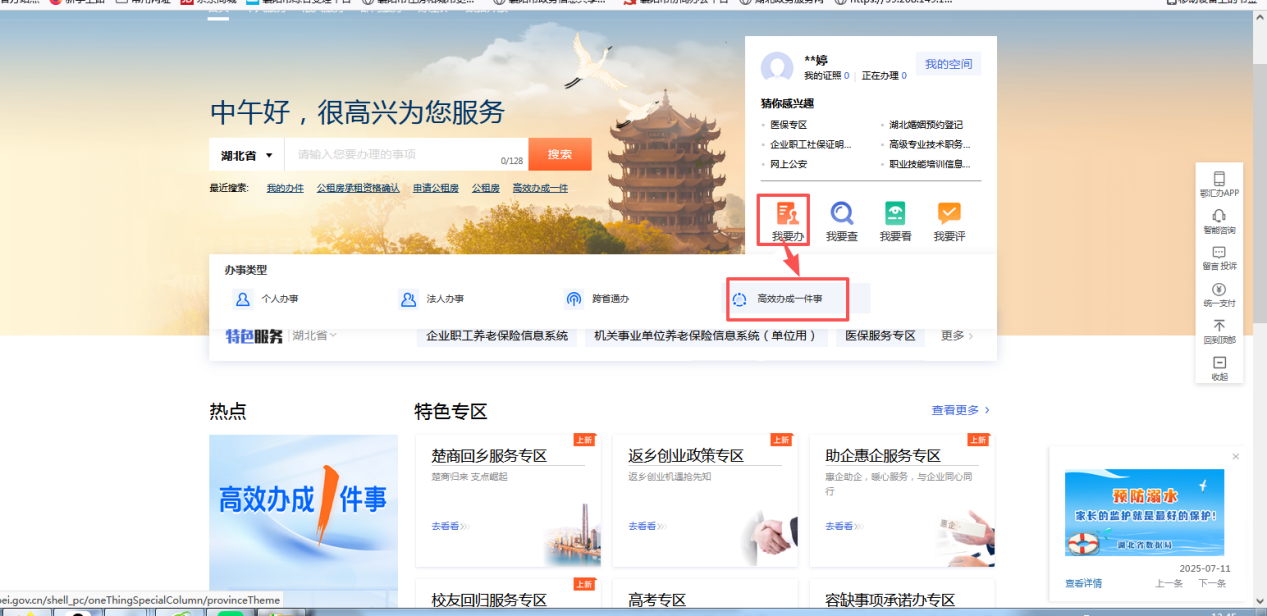 中午好，很高兴为您服务
湖北省
请输入您要办理的事项
0/128
搜索
最近搜索:
我的办件
公租房承租资格确认
申请公租房
公租房
高效办成一件
**婷
我的证照 0
正在办理 0
我的空间
猜你感兴趣
医保专区
湖北婚姻预约登记
企业职工社保证明...
高级专业技术职务...
网上公安
职业技能培训信息...
我要办
我要查
我要看
我要评
办事类型
个人办事
法人办事
跨省通办
高效办成一件事
特色服务
湖北省
企业职工养老保险信息系统
机关事业单位养老保险信息系统（单位用）
医保服务专区
更多
鄂汇办APP
智能咨询
留言 投诉
统一支付
回到顶部
收起
热点
高效办成1件事
特色专区
查看更多
上新
楚商回乡服务专区
楚商归来 支点崛起
去看看
上新
返乡创业政策专区
返乡创业机遇抢先知
去看看
上新
助企惠企服务专区
惠企助企，暖心服务，与企业同心同
行
去看看
上新
校友回归服务专区
高考专区
容缺事项承诺办专区
预防溺水
家长的监护就是最好的保护!
湖北省数据局
2025-07-11
查看详情
上一条
下一条
ei.gov.cn/shell_pc/oneThingSpecialColumn/provinceTheme